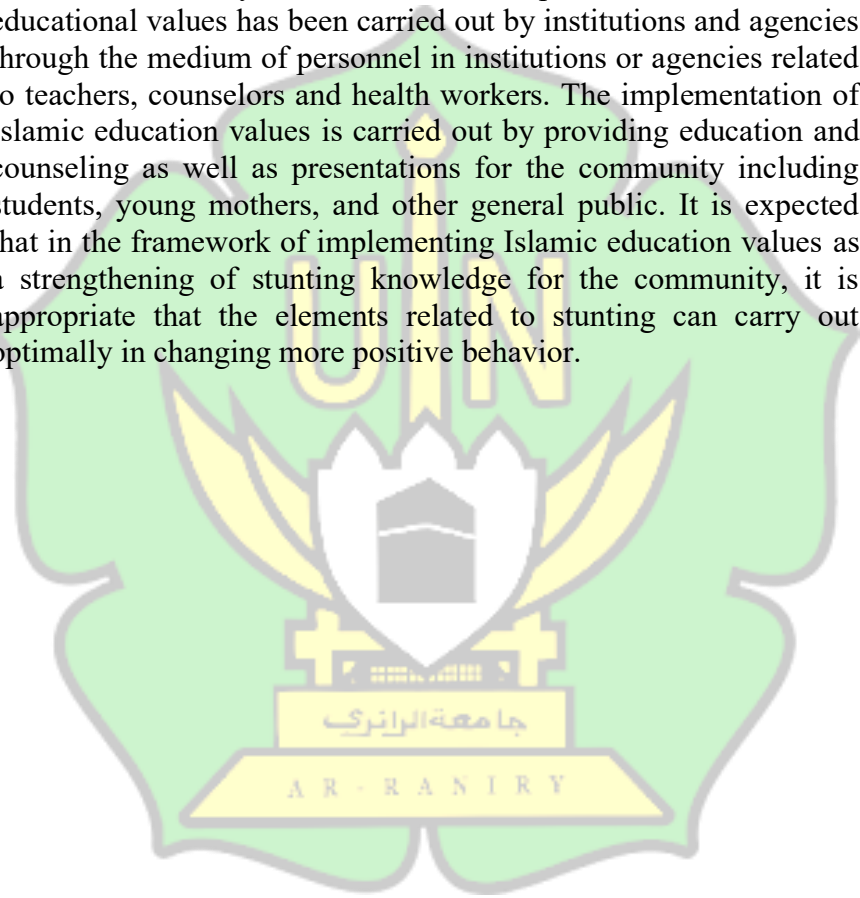 educational values has been carried out by institutions and agencies
through the medium of personnel in institutions or agencies related
to teachers, counselors and health workers. The implementation of
Islamic education values is carried out by providing education and
counseling as well as presentations for the community including
students, young mothers, and other general public. It is expected
that in the framework of implementing Islamic education values as
a strengthening of stunting knowledge for the community, it is
appropriate that the elements related to stunting can carry out
optimally in changing more positive behavior.
UIN
جامعة الرانري
AR-RANIRY